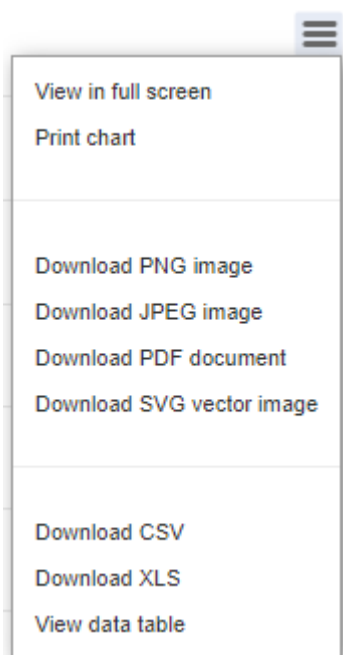 View in full screen
Print chart
Download PNG image
Download JPEG image
Download PDF document
Download SVG vector image
Download CSV
Download XLS
View data table